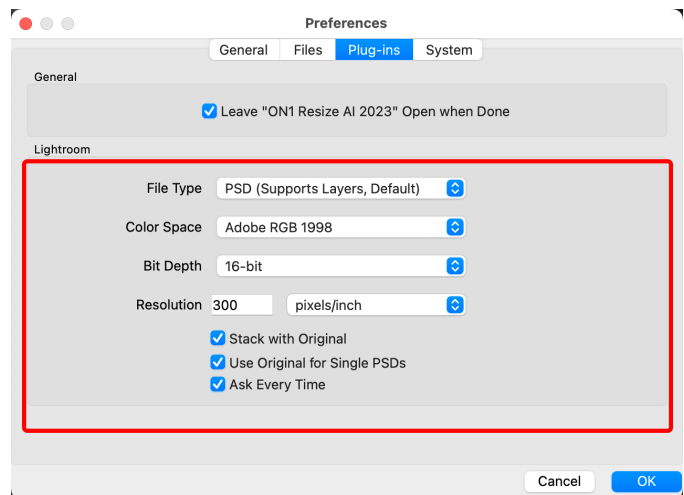 Preferences
General Files Plug-ins System
General
Leave "ON1 Resize AI 2023" Open when Done
Lightroom
File Type PSD (Supports Layers, Default)
Color Space Adobe RGB 1998
Bit Depth 16-bit
Resolution 300 pixels/inch
Stack with Original
Use Original for Single PSDs
Ask Every Time
Cancel OK